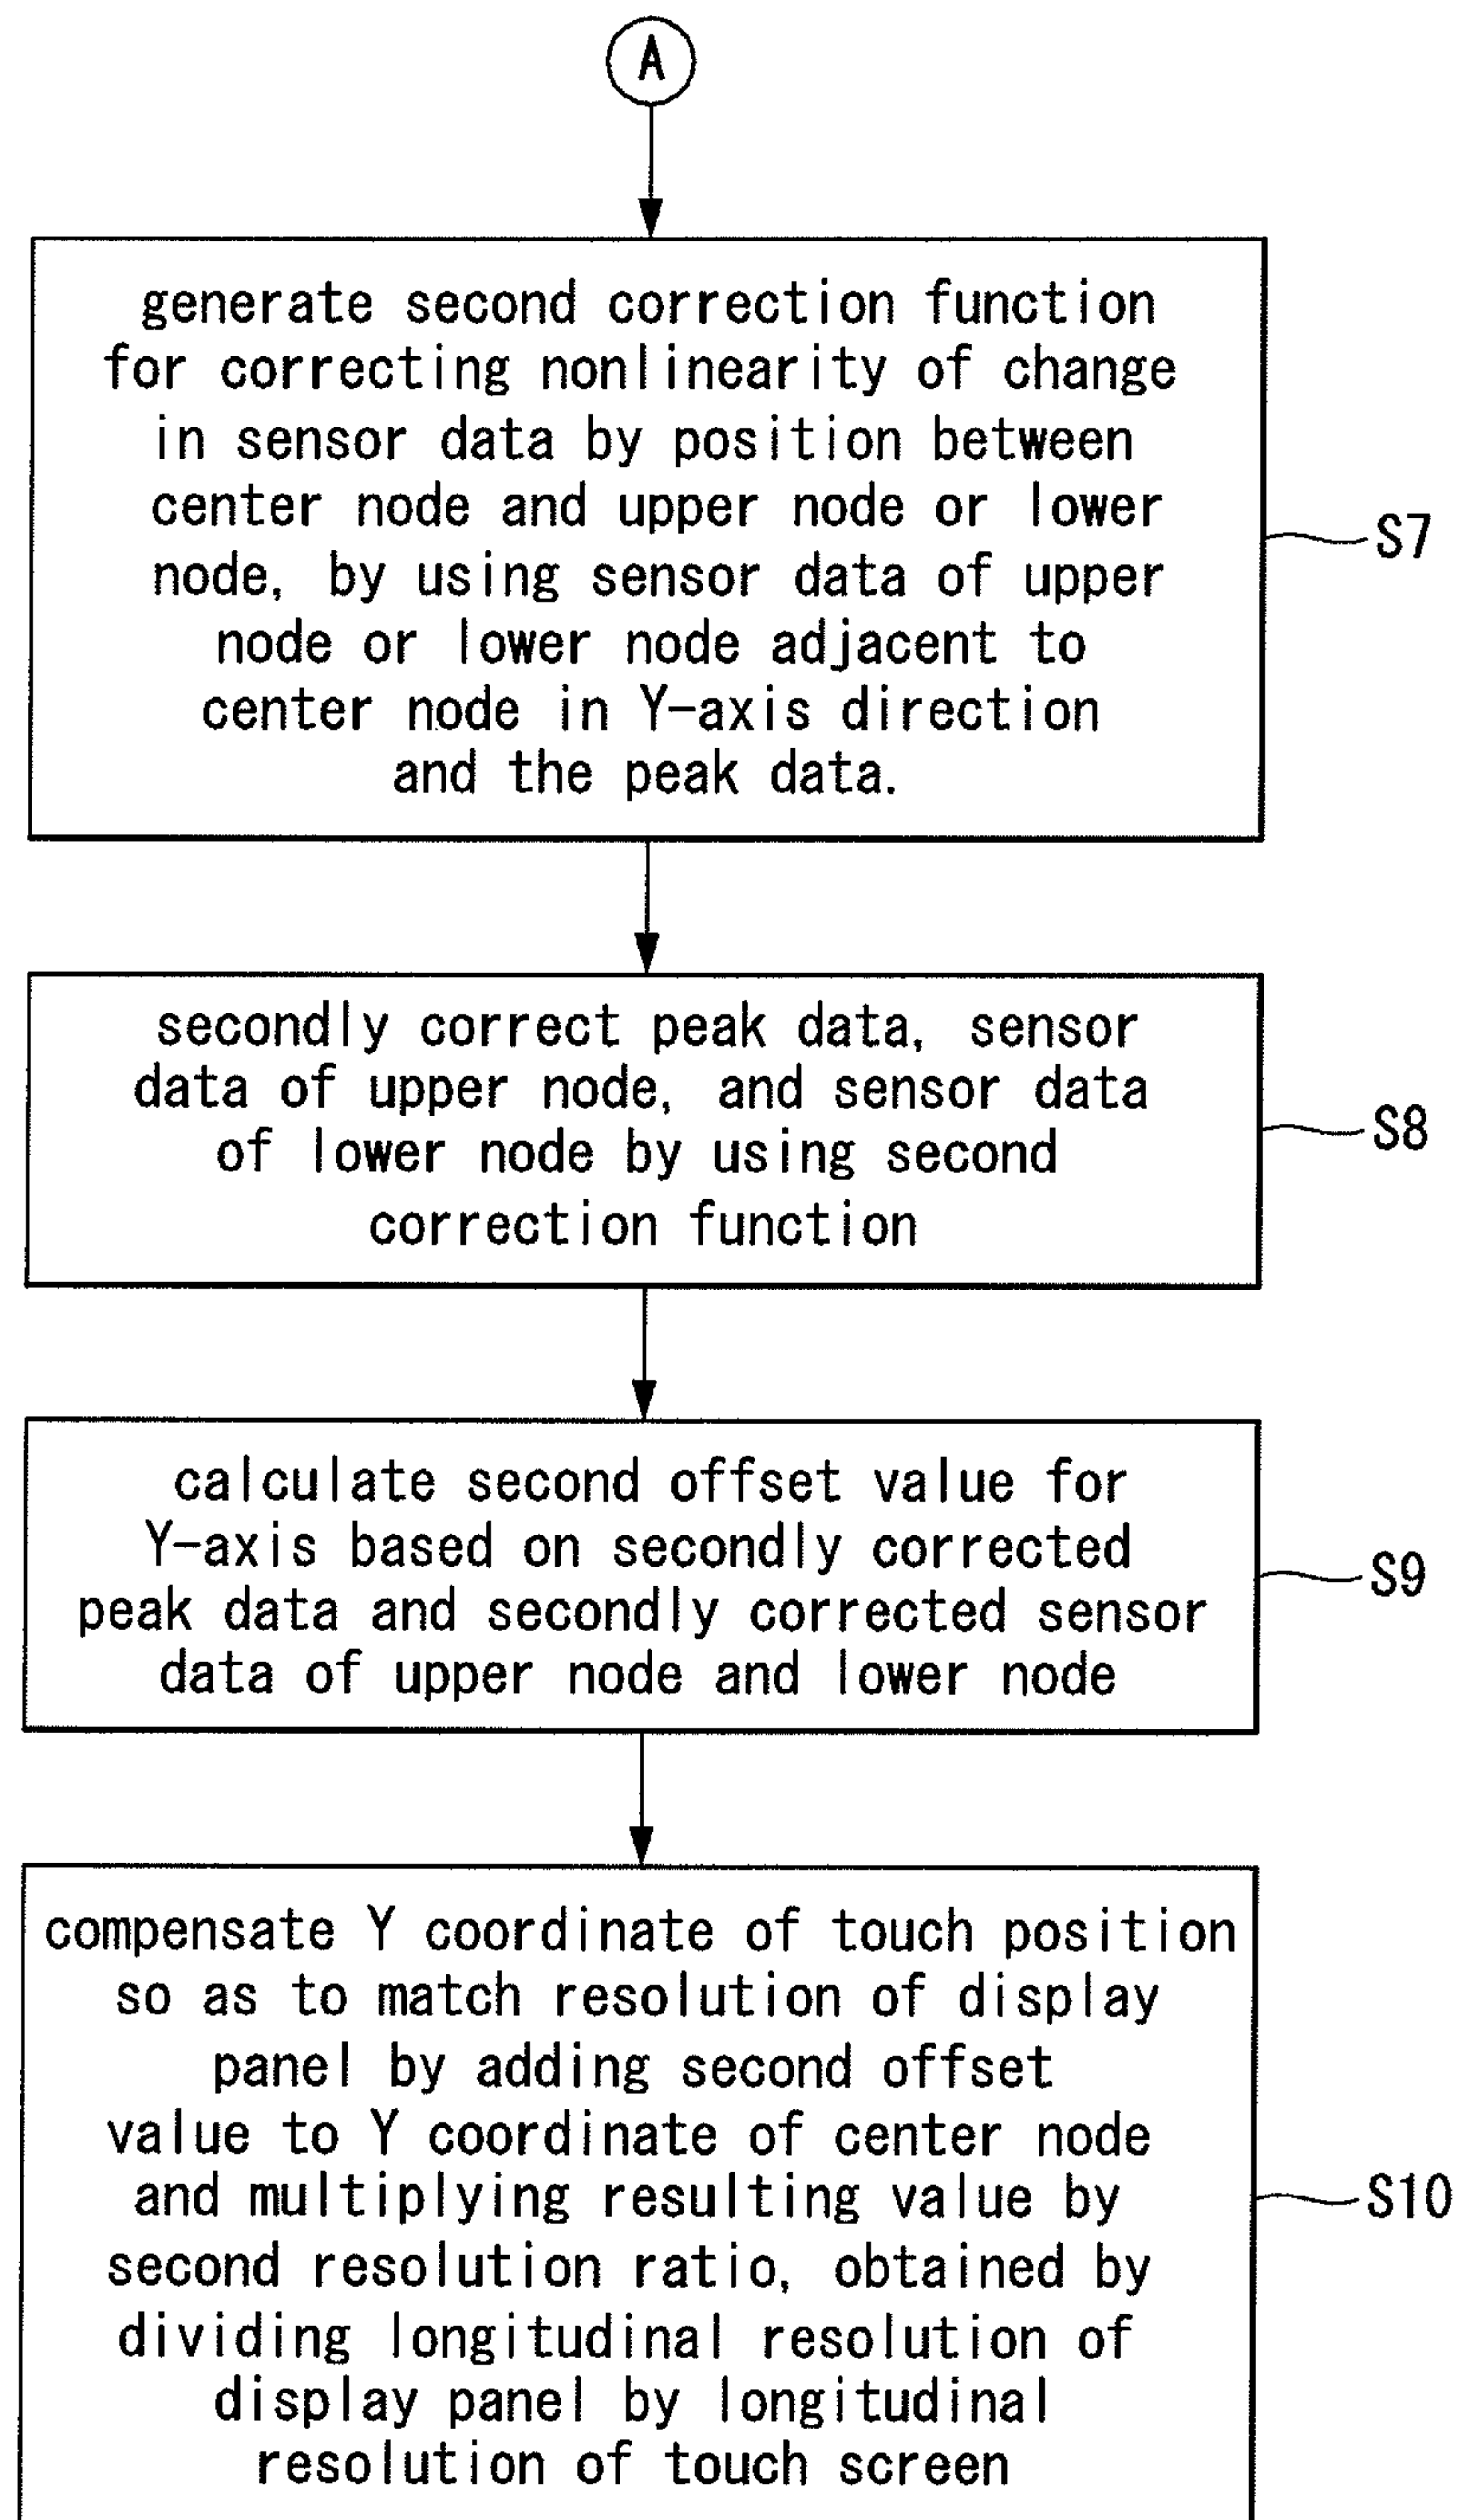 A
generate second correction function
for correcting nonlinearity of change
in sensor data by position between
center node and upper node or lower
node, by using sensor data of upper
node or lower node adjacent to
center node in Y-axis direction
and the peak data.
S7
secondly correct peak data, sensor
data of upper node, and sensor data
of lower node by using second
correction function
S8
calculate second offset value for
Y-axis based on secondly corrected
peak data and secondly corrected sensor
data of upper node and lower node
S9
compensate Y coordinate of touch position
so as to match resolution of display
panel by adding second offset
value to Y coordinate of center node
and multiplying resulting value by
second resolution ratio, obtained by
dividing longitudinal resolution of
display panel by longitudinal
resolution of touch screen
S10